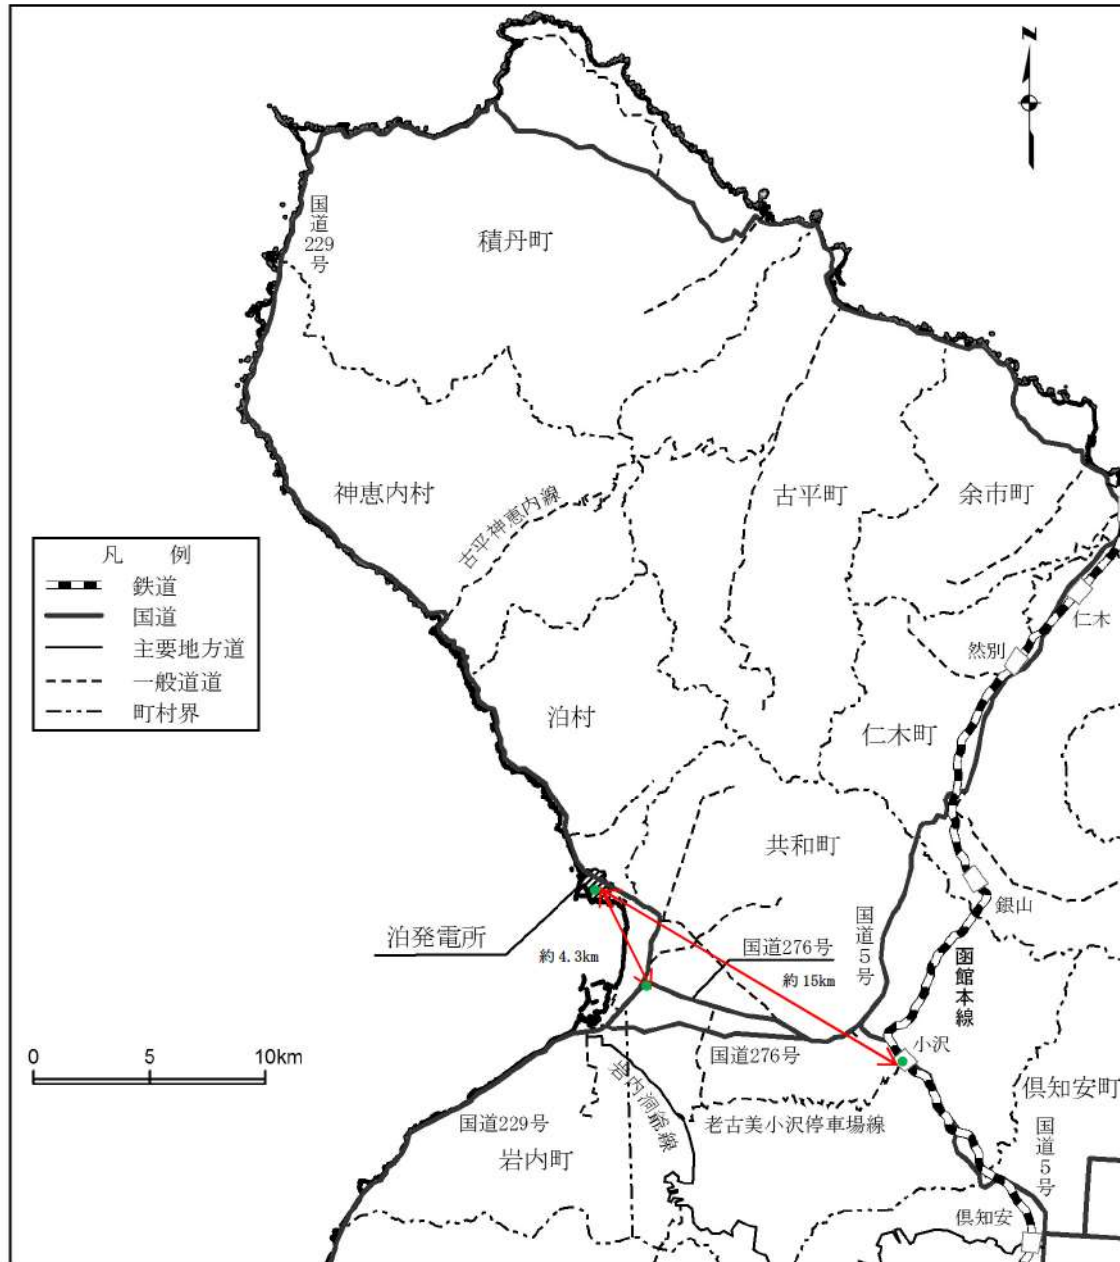 N
国道229号
積丹町
神恵内村
古平神恵内線
古平町
余市町
凡 例
鉄道
国道
主要地方道
一般道道
町村界
仁木
然別
泊村
仁木町
共和町
銀山
国道5号
函館本線
泊発電所
約4.3km
国道276号
約15km
小沢
国道276号
0 5 10km
岩内洞爺線
倶知安町
国道229号
老古美小沢停車場線
国道5号
岩内町
倶知安